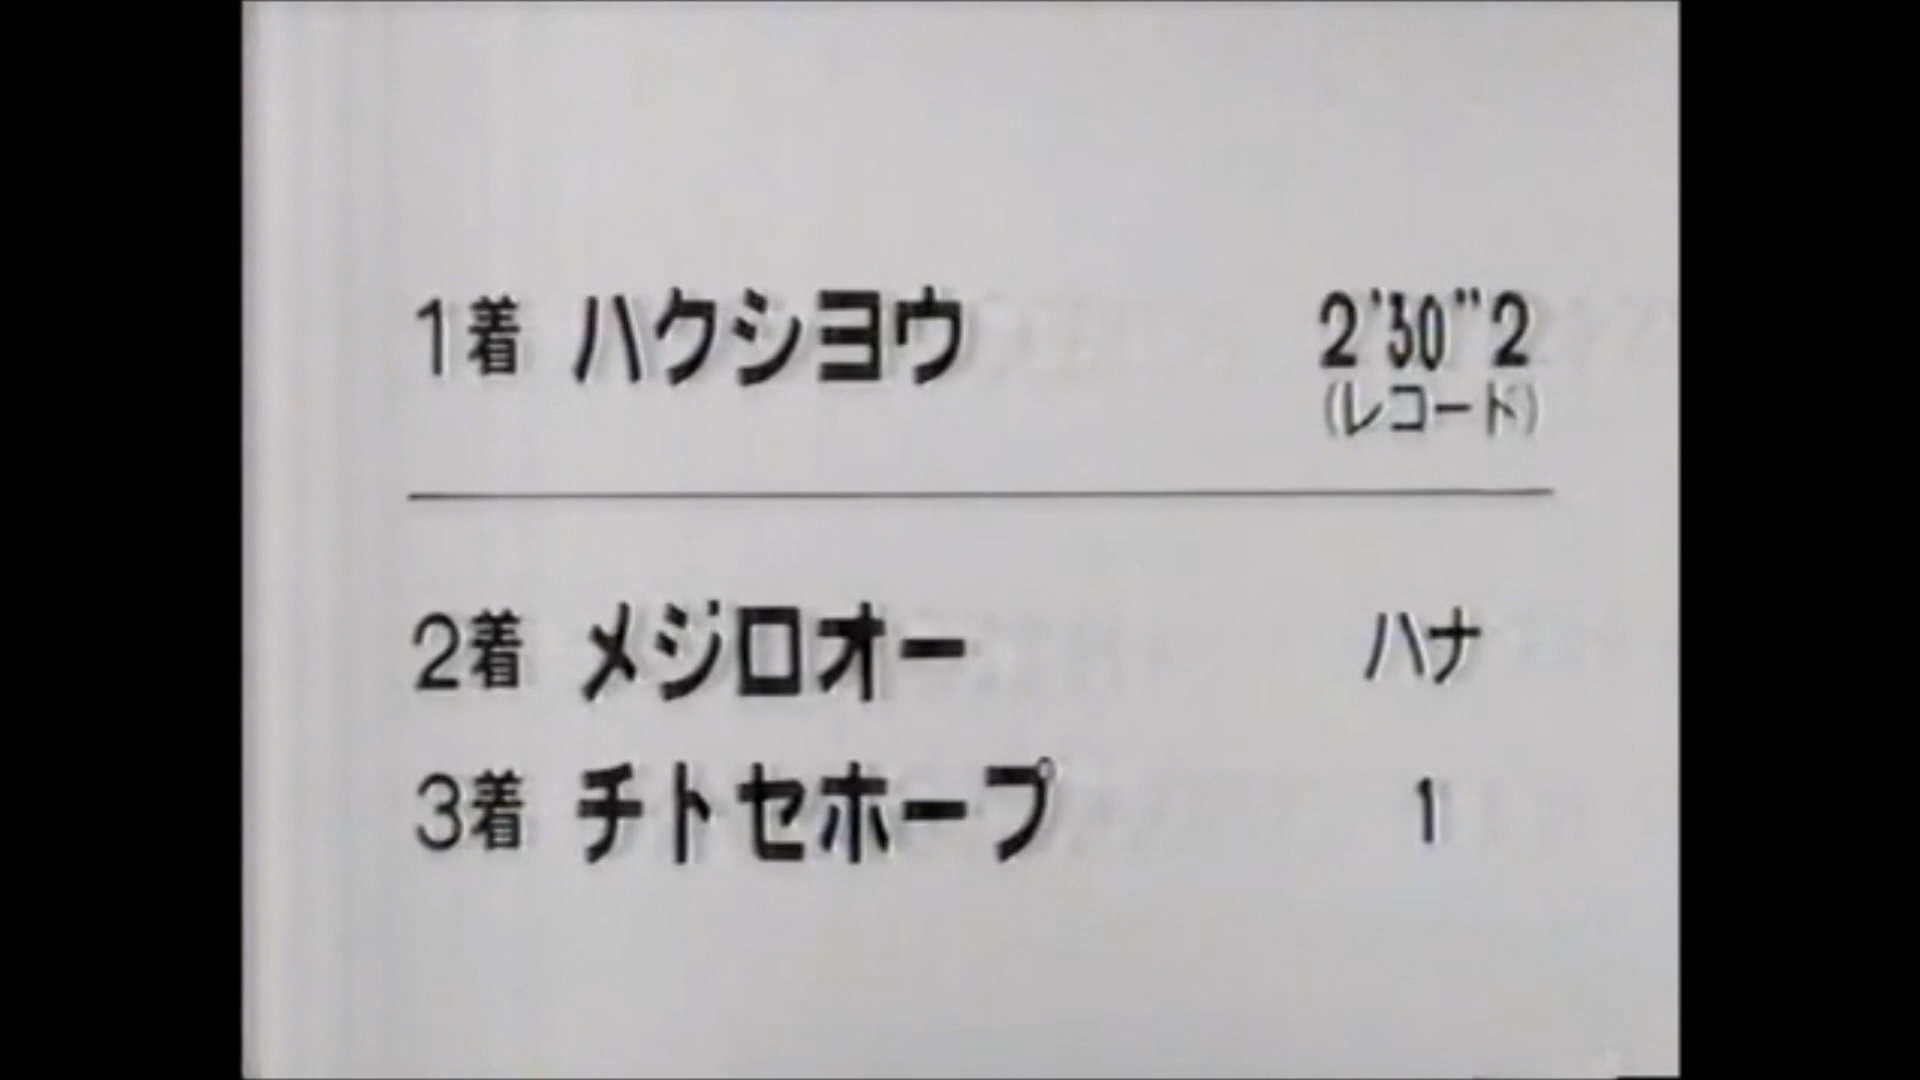 1着 ハクシヨウ 2'30"2
(レコード)
2着 メジロオー ハナ
3着 チトセホープ 1